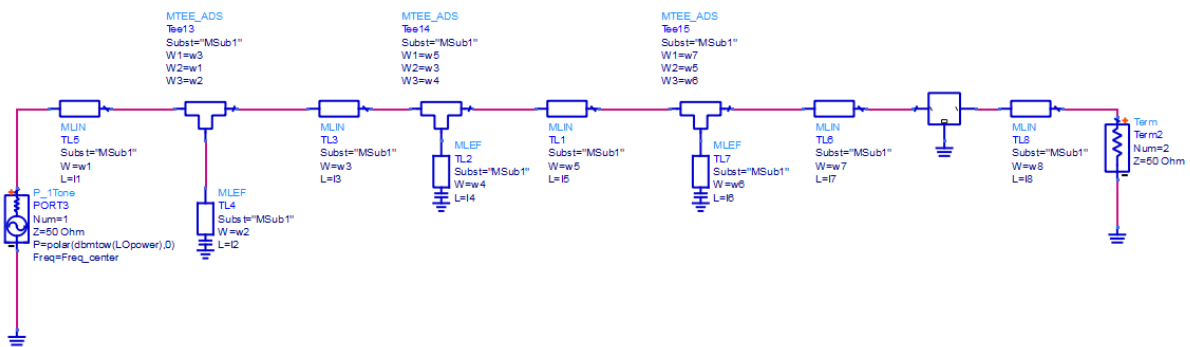 MTEE_ADS
Tee13
Subst="MSub1"
W1=w3
W2=w1
W3=w2
MTEE_ADS
Tee14
Subst="MSub1"
W1=w5
W2=w3
W3=w4
MTEE_ADS
Tee15
Subst="MSub1"
W1=w7
W2=w5
W3=w6
MLIN
TL5
Subst="MSub1"
W=w1
L=l1
MLIN
TL3
Subst="MSub1"
W=w3
L=l3
MLEF
TL2
Subst="MSub1"
W=w4
L=l4
MLIN
TL1
Subst="MSub1"
W=w5
L=l5
MLEF
TL7
Subst="MSub1"
W=w6
L=l6
MLIN
TL6
Subst="MSub1"
W=w7
L=l7
MLIN
TL8
Subst="MSub1"
W=w8
L=l8
Term
Term2
Num=2
Z=50 Ohm
P_1Tone
PORT3
Num=1
Z=50 Ohm
P=polar(dbmtow(LOpower),0)
Freq=Freq_center
MLEF
TL4
Subst="MSub1"
W=w2
L=l2